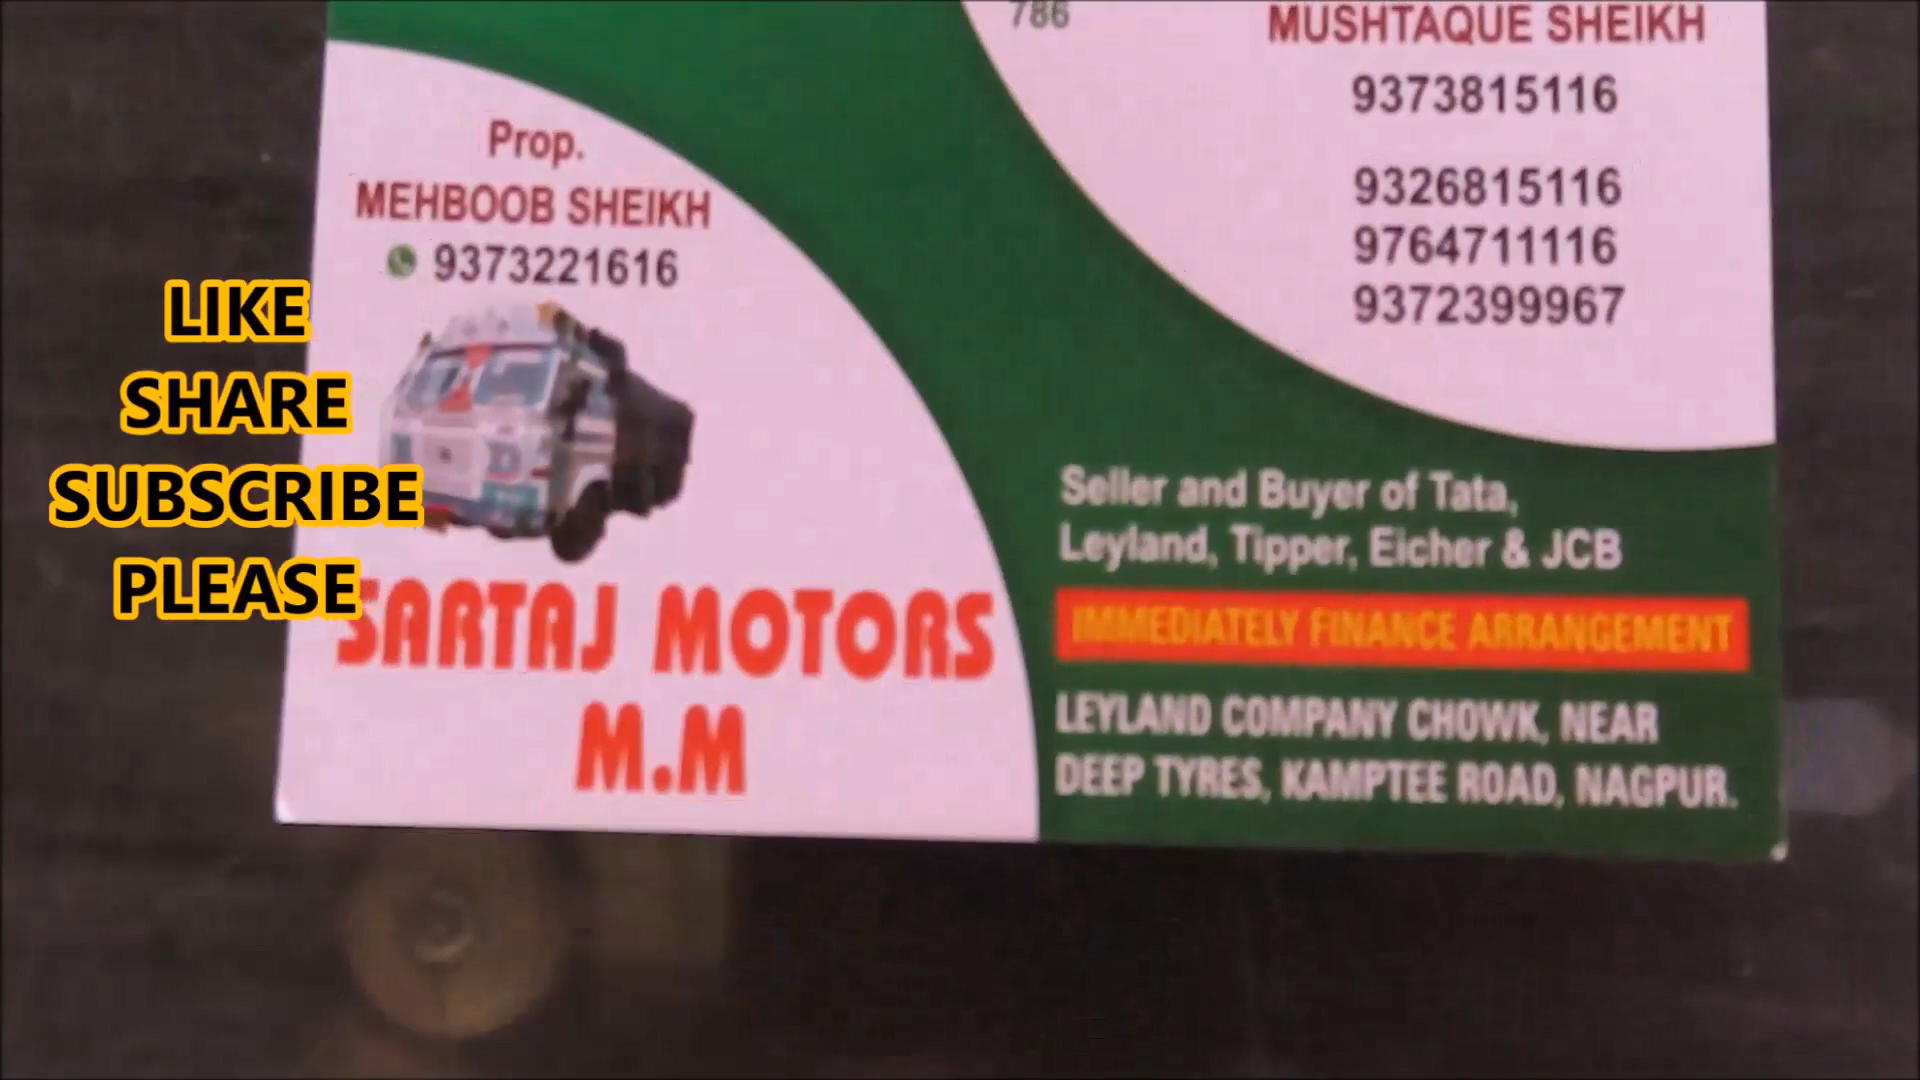 786
MUSHTAQUE SHEIKH
9373815116
9326815116
9764711116
9372399967
Prop.
MEHBOOB SHEIKH
9373221616
LIKE
SHARE
SUBSCRIBE
PLEASE
SARTAJ MOTORS
M.M
Seller and Buyer of Tata,
Leyland, Tipper, Eicher & JCB
IMMEDIATELY FINANCE ARRANGEMENT
LEYLAND COMPANY CHOWK, NEAR
DEEP TYRES, KAMPTEE ROAD, NAGPUR.